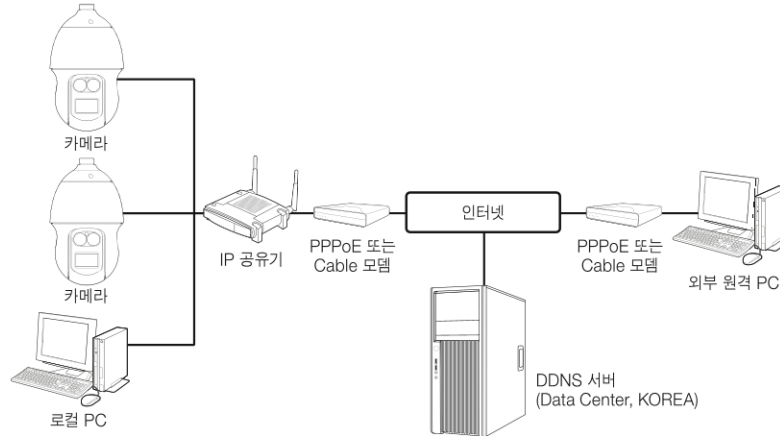 카메라
카메라
로컬 PC
IP 공유기
PPPoE 또는
Cable 모뎀
인터넷
DDNS 서버
(Data Center, KOREA)
PPPoE 또는
Cable 모뎀
외부 원격 PC